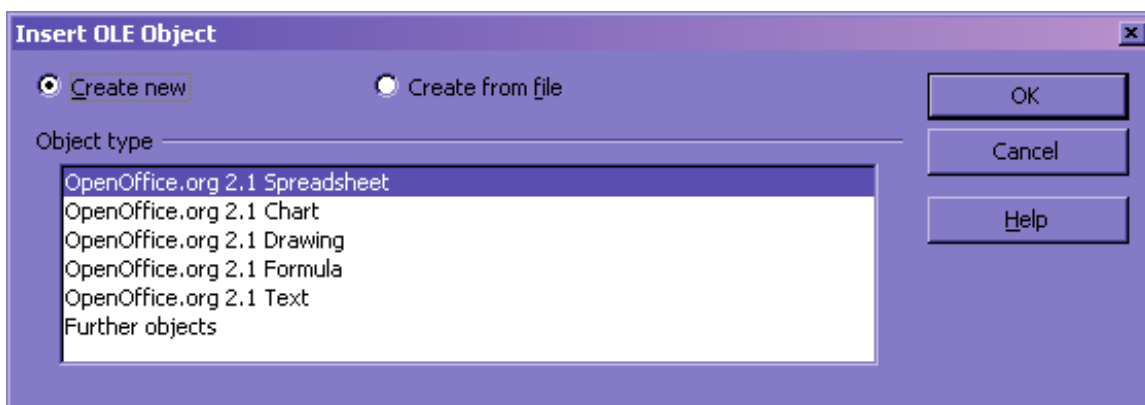 Insert OLE Object
Create new
Create from file
OK
Object type
Cancel
OpenOffice.org 2.1 Spreadsheet
OpenOffice.org 2.1 Chart
Help
OpenOffice.org 2.1 Drawing
OpenOffice.org 2.1 Formula
OpenOffice.org 2.1 Text
Further objects